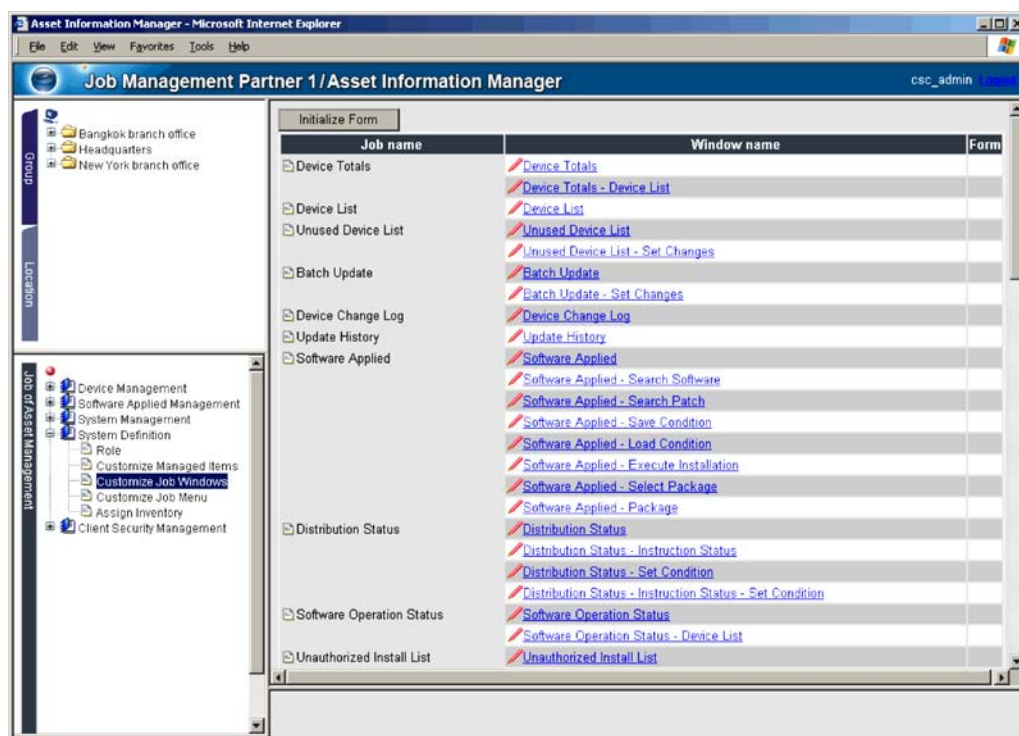 Asset Information Manager - Microsoft Internet Explorer
File Edit View Favorites Tools Help
Job Management Partner 1/Asset Information Manager
csc_admin Logout
Group
Location
Bangkok branch office
Headquarters
New York branch office
Job of Asset Management
Device Management
Software Applied Management
System Management
System Definition
Role
Customize Managed Items
Customize Job Windows
Customize Job Menu
Assign Inventory
Client Security Management
Initialize Form
Job name Window name Form
Device Totals Device Totals
Device Totals - Device List
Device List Device List
Unused Device List Unused Device List
Unused Device List - Set Changes
Batch Update Batch Update
Batch Update - Set Changes
Device Change Log Device Change Log
Update History Update History
Software Applied Software Applied
Software Applied - Search Software
Software Applied - Search Patch
Software Applied - Save Condition
Software Applied - Load Condition
Software Applied - Execute Installation
Software Applied - Select Package
Software Applied - Package
Distribution Status Distribution Status
Distribution Status - Instruction Status
Distribution Status - Set Condition
Distribution Status - Instruction Status - Set Condition
Software Operation Status Software Operation Status
Software Operation Status - Device List
Unauthorized Install List Unauthorized Install List